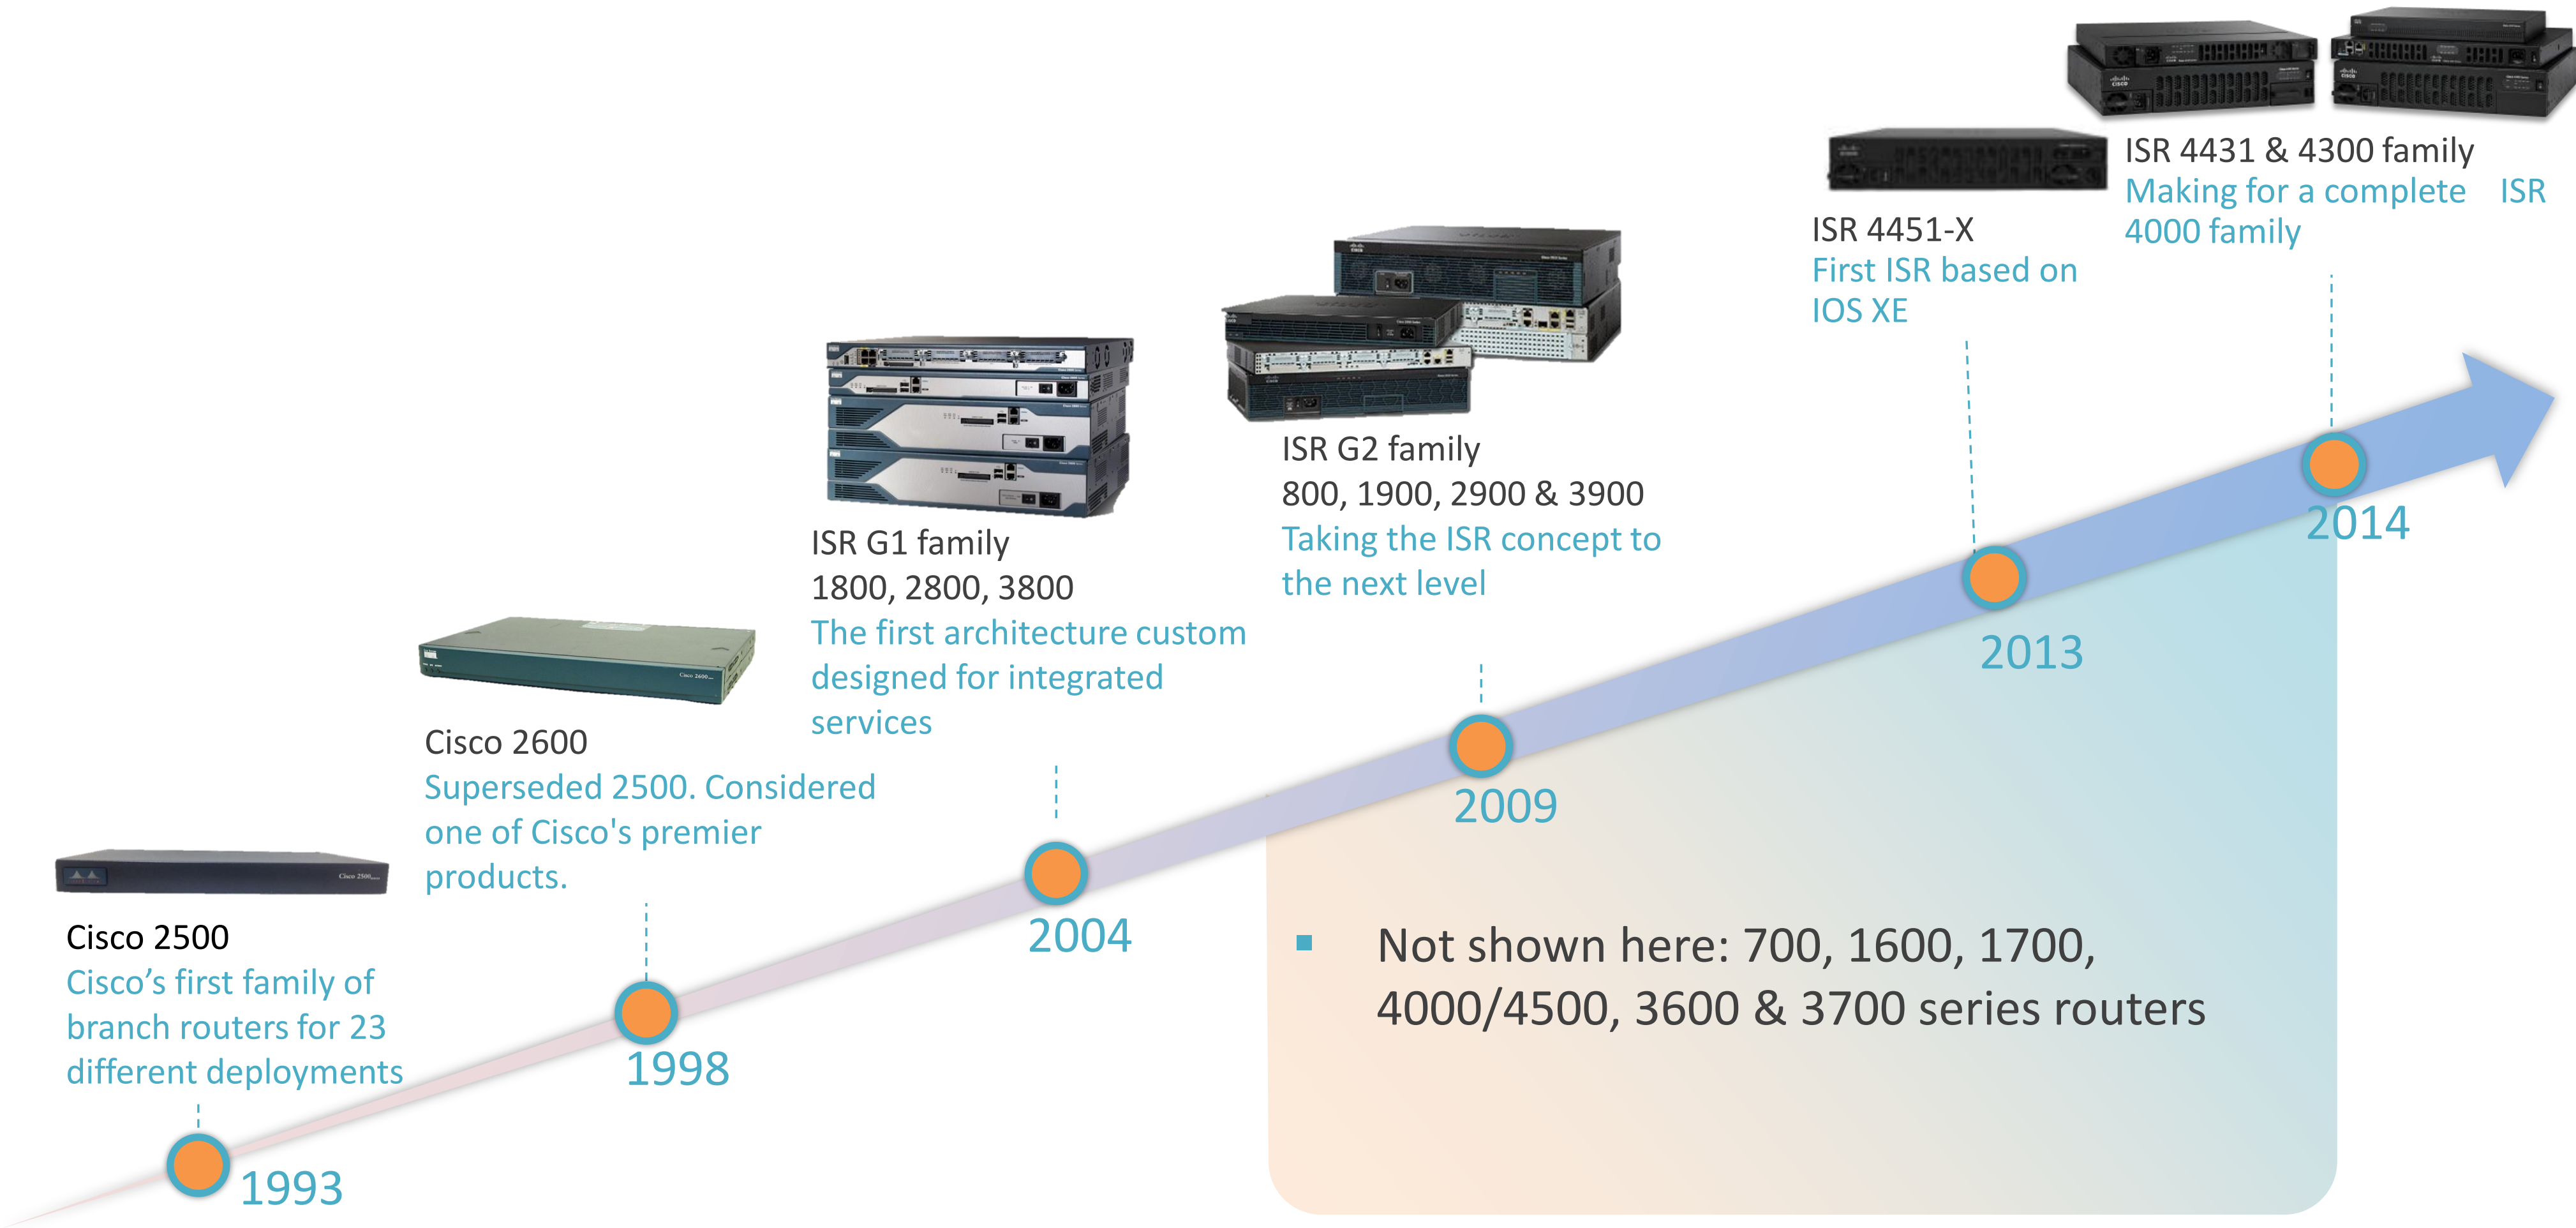 ISR 4431 & 4300 family
Making for a complete ISR
4000 family
ISR 4451-X
First ISR based on
IOS XE
ISR G2 family
800, 1900, 2900 & 3900
Taking the ISR concept to
the next level
ISR G1 family
1800, 2800, 3800
The first architecture custom
designed for integrated
services
Cisco 2600
Cisco 2600
Superseded 2500. Considered
one of Cisco's premier
products.
Cisco 2500
Cisco 2500
Cisco’s first family of
branch routers for 23
different deployments
1993
1998
2004
2009
2013
2014
Not shown here: 700, 1600, 1700,
4000/4500, 3600 & 3700 series routers